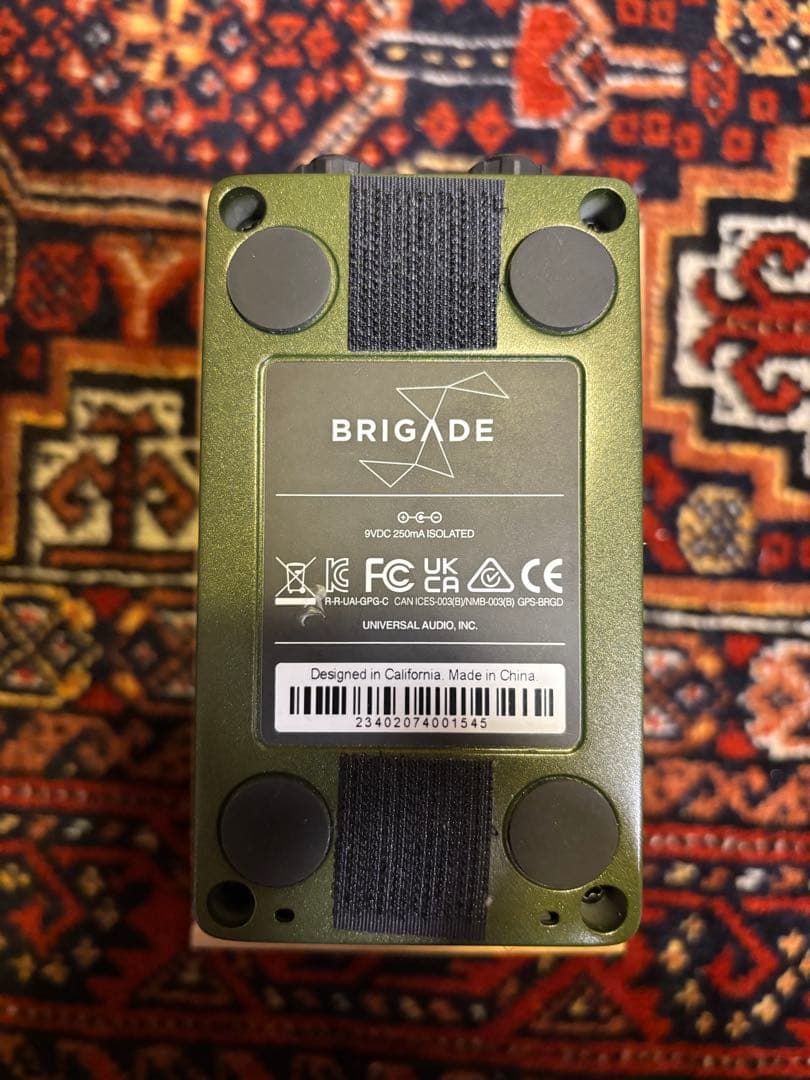 BRIGADE
9VDC 250mA ISOLATED
FC UK CA CE
R-R-UAI-GPG-C CAN ICES-003(B)/NMB-003(B) GPS-BRGD
UNIVERSAL AUDIO, INC.
Designed in California. Made in China.
23402074001545